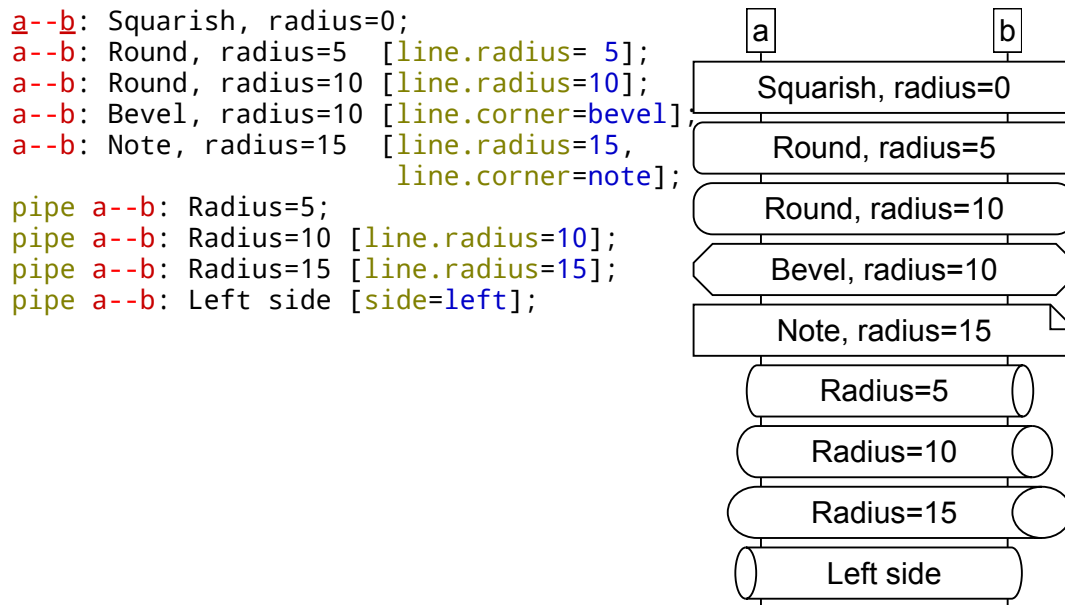 a--b: Squarish, radius=0;
a--b: Round, radius=5  [line.radius= 5];
a--b: Round, radius=10 [line.radius=10];
a--b: Bevel, radius=10 [line.corner=bevel];
a--b: Note, radius=15  [line.radius=15,
                       line.corner=note];
pipe a--b: Radius=5;
pipe a--b: Radius=10 [line.radius=10];
pipe a--b: Radius=15 [line.radius=15];
pipe a--b: Left side [side=left];
a b
Squarish, radius=0
Round, radius=5
Round, radius=10
Bevel, radius=10
Note, radius=15
Radius=5
Radius=10
Radius=15
Left side